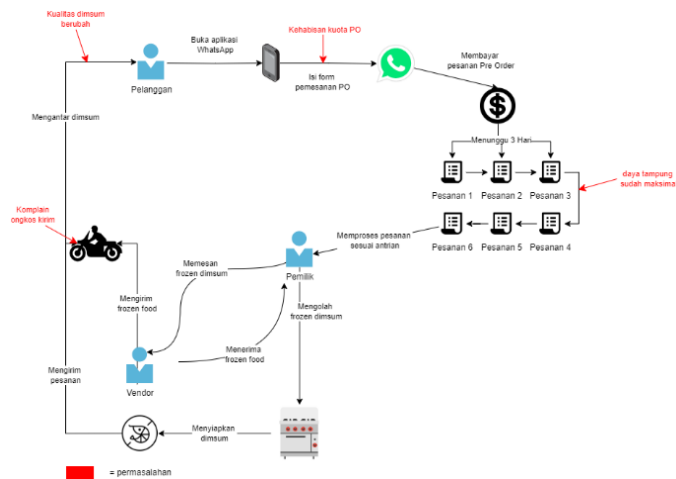 Kualitas dimsum
berubah
Buka aplikasi
WhatsApp
Kehabisan kuota PO
Membayar
pesanan Pre Order
Pelanggan
Isi form
pemesanan PO
Mengantar dimsum
Menunggu 3 Hari
daya tampung
sudah maksima
Pesanan 1
Pesanan 2
Pesanan 3
Komplain
ongkos kirim
Memproses pesanan
sesuai antrian
Pesanan 6
Pesanan 5
Pesanan 4
Memesan
frozen dimsum
Pemilik
Mengirim
frozen food
Mengolah
frozen dimsum
Menerima
frozen food
Mengirim
pesanan
Vendor
Menyiapkan
dimsum
= permasalahan